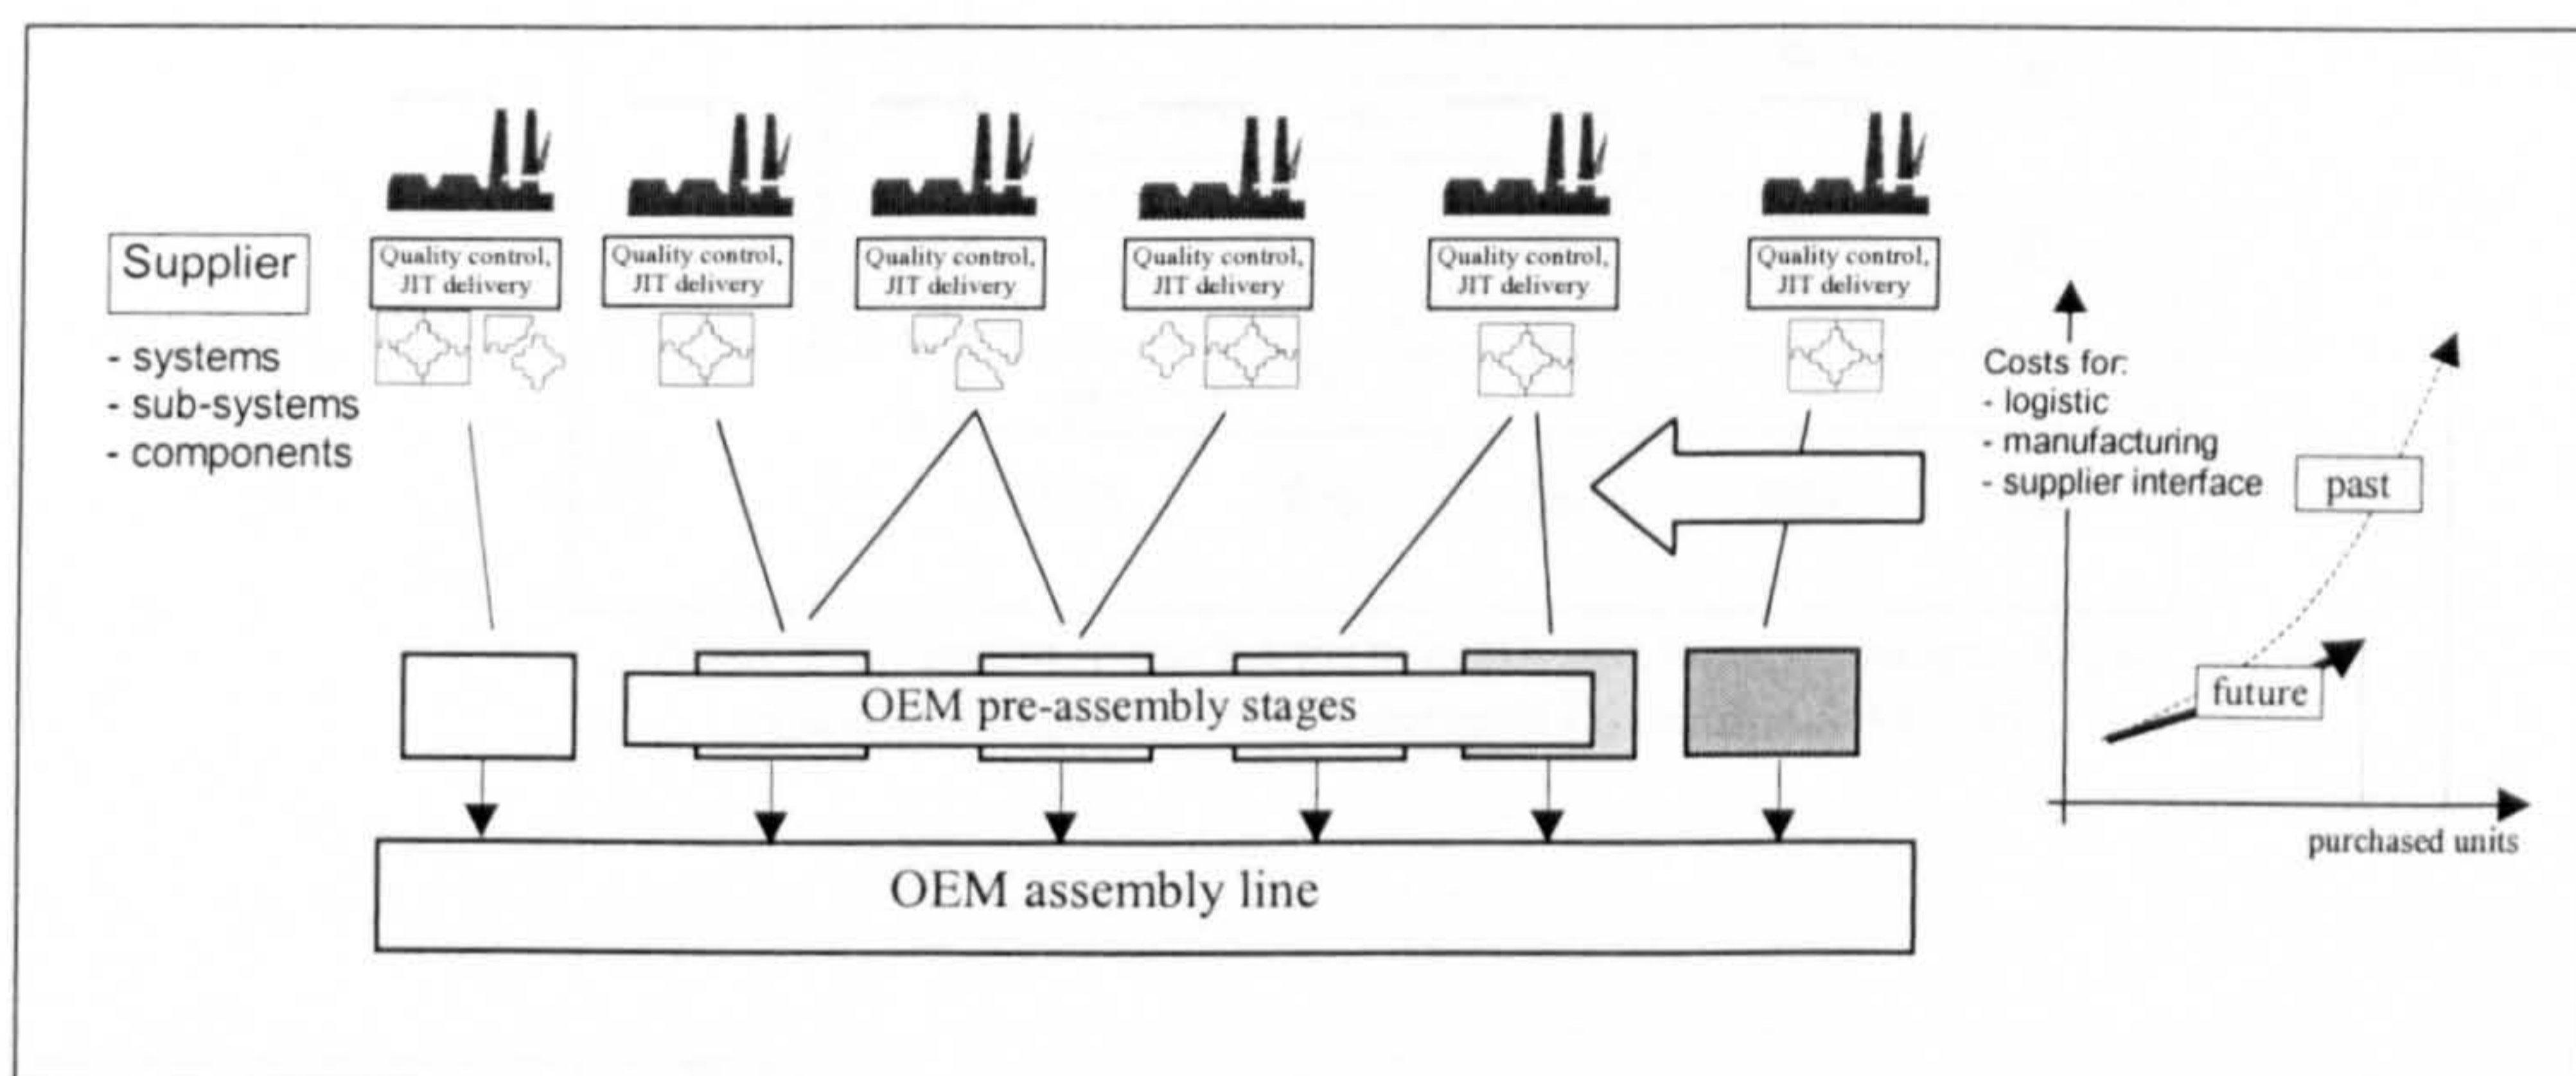 Supplier
- systems
- sub-systems
- components
Quality control,
JIT delivery
Quality control,
JIT delivery
Quality control,
JIT delivery
Quality control,
JIT delivery
Quality control,
JIT delivery
Quality control,
JIT delivery
OEM pre-assembly stages
OEM assembly line
Costs for:
- logistic
- manufacturing
- supplier interface
past
future
purchased units